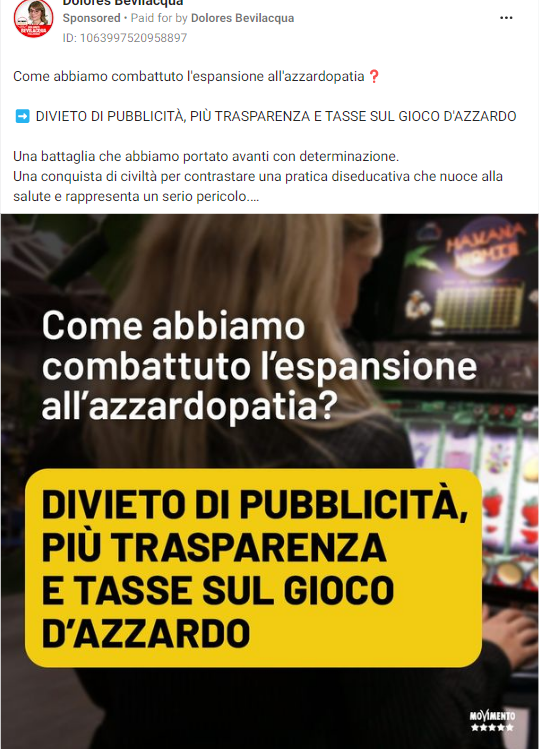 Dolores Bevilacqua
Sponsored • Paid for by Dolores Bevilacqua
ID: 1063997520958897
Come abbiamo combattuto l'espansione all'azzardopatia ❓
➡️ DIVIETO DI PUBBLICITÀ, PIÙ TRASPARENZA E TASSE SUL GIOCO D'AZZARDO
Una battaglia che abbiamo portato avanti con determinazione.
Una conquista di civiltà per contrastare una pratica diseducativa che nuoce alla
salute e rappresenta un serio pericolo....
HAVANA
Come abbiamo
combattuto l'espansione
all'azzardopatia?
DIVIETO DI PUBBLICITÀ,
PIÙ TRASPARENZA
E TASSE SUL GIOCO
D'AZZARDO
MOVIMENTO